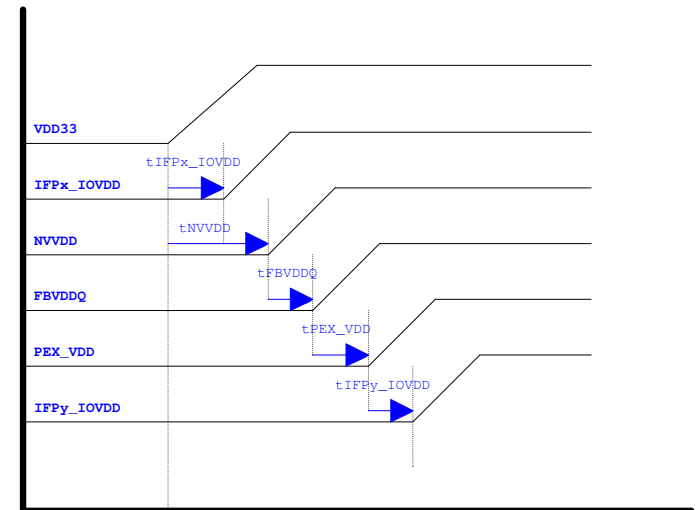 VDD33
tIFPx_IOVDD
IFPx_IOVDD
tNVVDD
NVVDD
tFBVDDQ
FBVDDQ
tPEX_VDD
PEX_VDD
tIFPy_IOVDD
IFPy_IOVDD